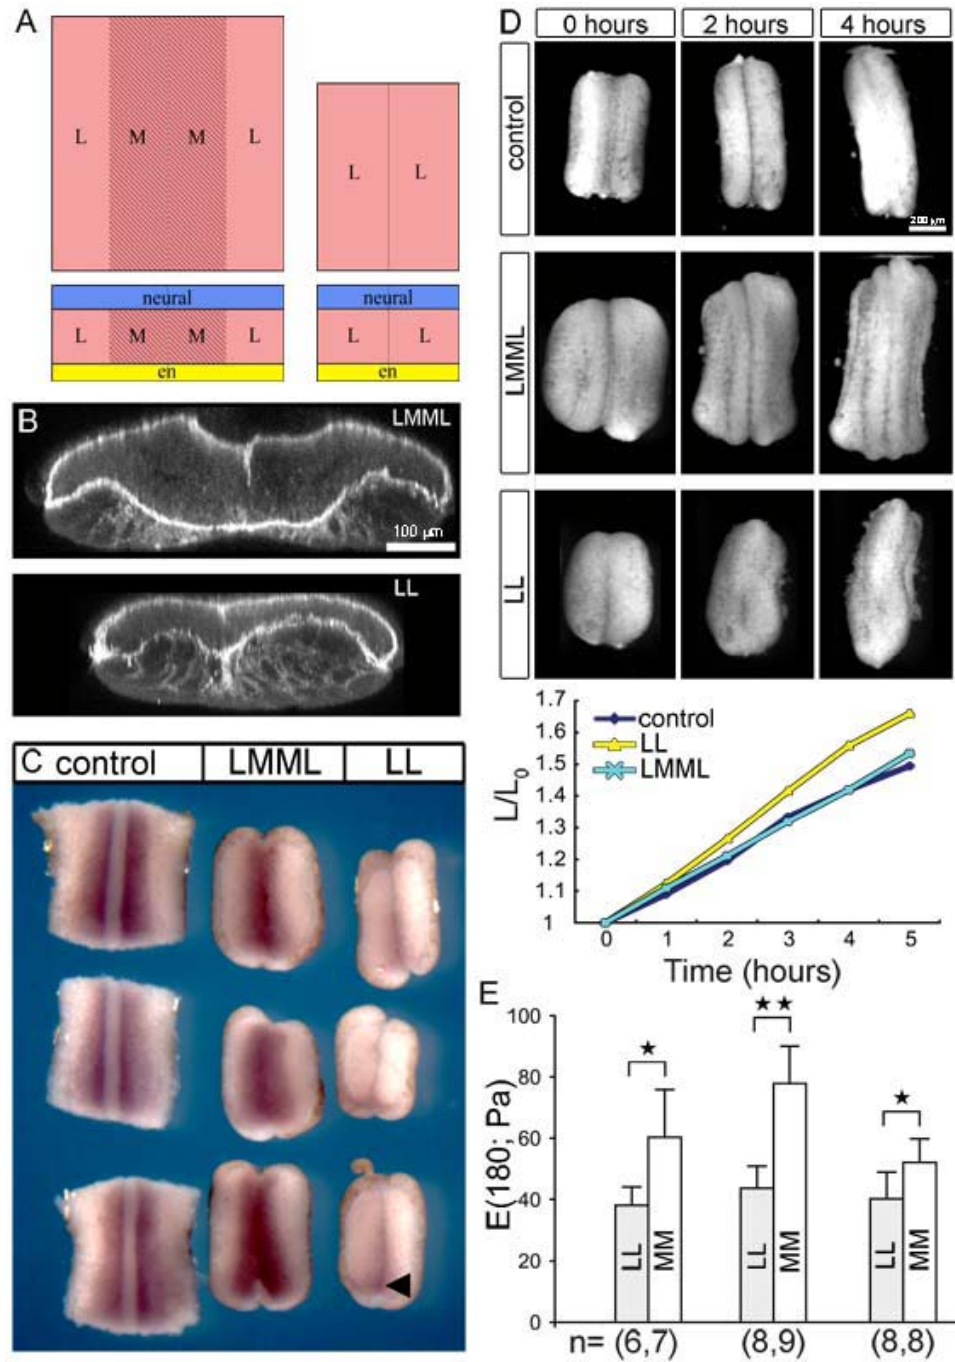 A
L M M L
L L
neural
L M M L
en
neural
L L
en
B
LMML
100 µm
LL
C control LMML LL
D 0 hours 2 hours 4 hours
control
200 µm
LMML
LL
1.7
1.6
1.5
1.4
1.3
1.2
1.1
1
L/L0
control
LL
LMML
0 1 2 3 4 5
Time (hours)
E
100
80
60
40
20
0
E(180; Pa)
★ ★★ ★
LL MM LL MM LL MM
n= (6,7) (8,9) (8,8)